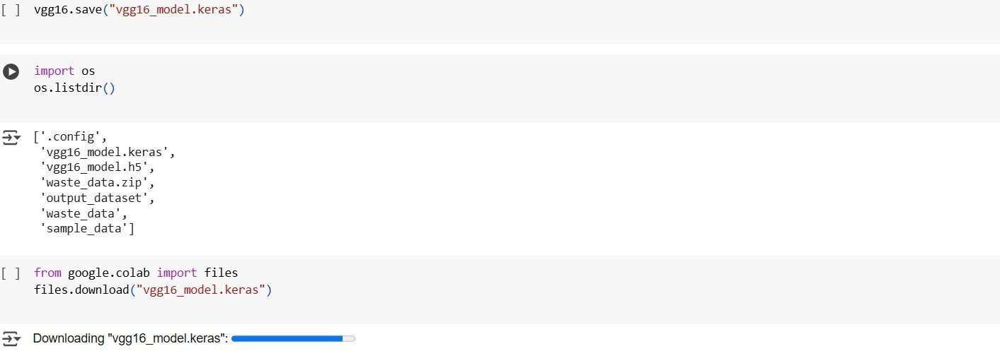 [ ] vgg16.save("vgg16_model.keras")
import os
os.listdir()
['.config',
'vgg16_model.keras',
'vgg16_model.h5',
'waste_data.zip',
'output_dataset',
'waste_data',
'sample_data']
[ ] from google.colab import files
files.download("vgg16_model.keras")
Downloading "vgg16_model.keras":